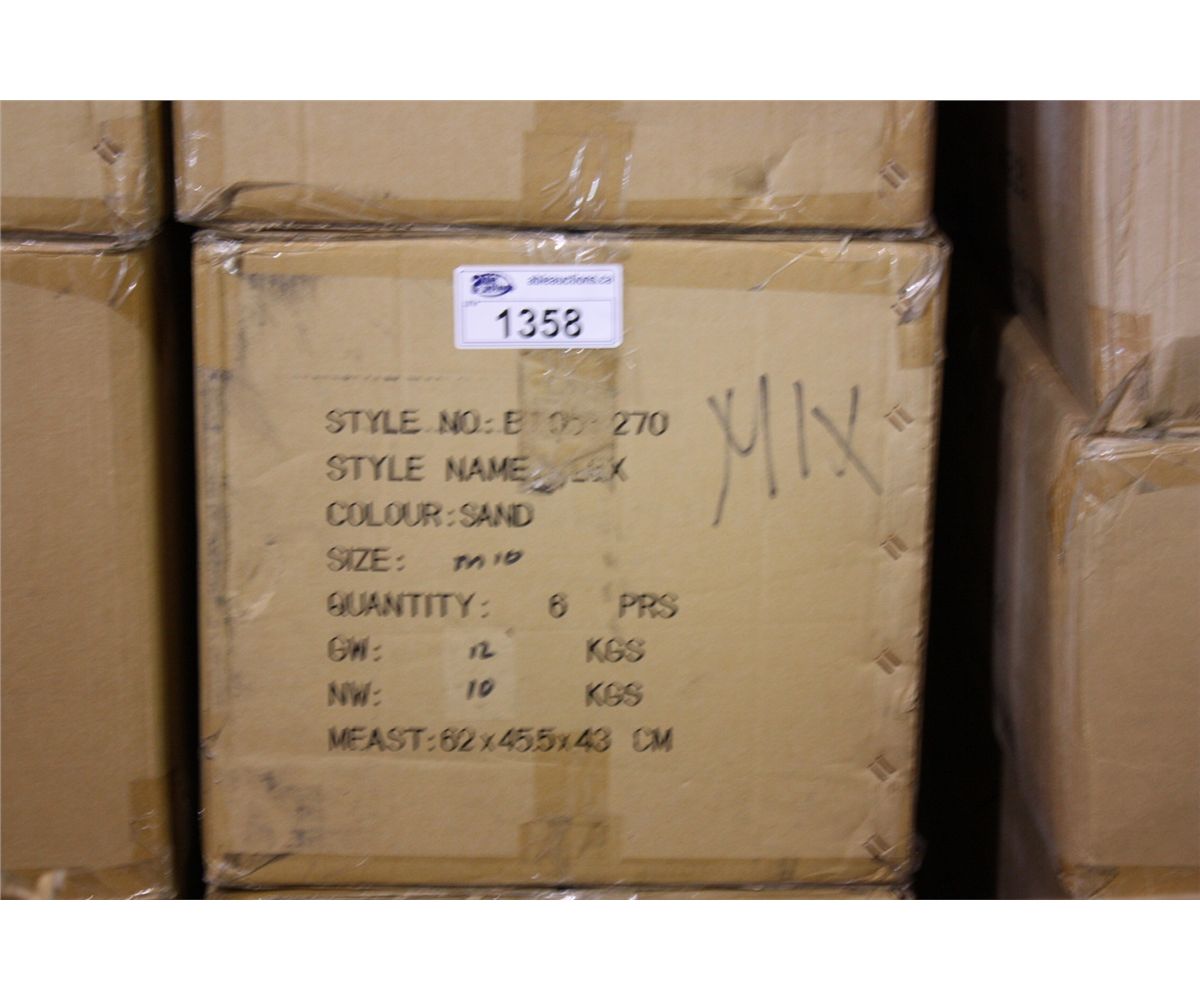 ableauctions.ca
1358
MIX
STYLE NO.: 270
STYLE NAME
COLOUR: SAND
SIZE: m10
QUANTITY: 6 PRS
GW: 12 KGS
NW: 10 KGS
MEAST: 62x45.5x43 CM